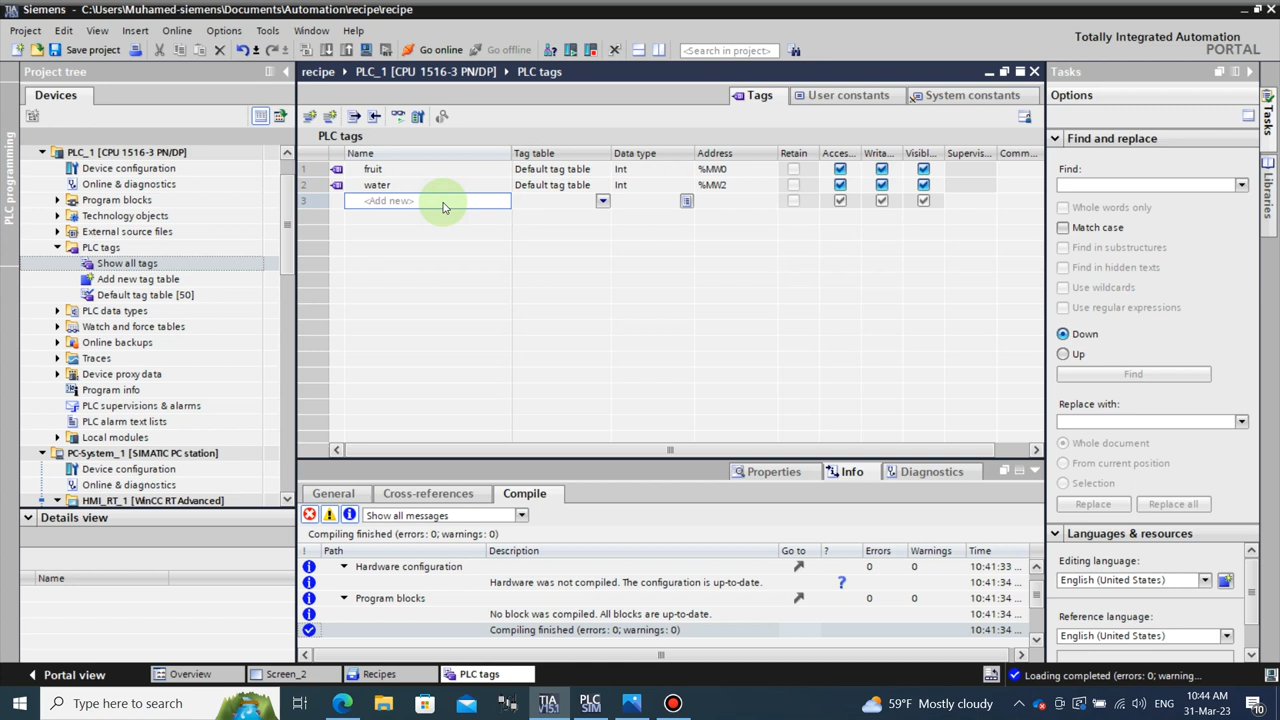 Siemens - C:\Users\Muhamed-siemens\Documents\Automation\recipe\recipe
Project Edit View Insert Online Options Tools Window Help
Totally Integrated Automation
PORTAL
Save project
Go online
Go offline
<Search in project>
Project tree
recipe PLC_1 [CPU 1516-3 PN/DP] PLC tags
Tasks
Devices
Tags User constants System constants
Options
PLC programming
Tasks
Libraries
PLC tags
Name Tag table Data type Address Retain Acces... Writa... Visibl... Supervis... Comm...
1 fruit Default tag table Int %MW0
2 water Default tag table Int %MW2
3 <Add new>
PLC_1 [CPU 1516-3 PN/DP]
Device configuration
Online & diagnostics
Program blocks
Technology objects
External source files
PLC tags
Show all tags
Add new tag table
Default tag table [50]
PLC data types
Watch and force tables
Online backups
Traces
Device proxy data
Program info
PLC supervisions & alarms
PLC alarm text lists
Local modules
PC-System_1 [SIMATIC PC station]
Device configuration
Online & diagnostics
HMI_RT_1 [WinCC RT Advanced]
Details view
Name
Find and replace
Find:
Whole words only
Match case
Find in substructures
Find in hidden texts
Use wildcards
Use regular expressions
Down
Up
Find
Replace with:
Whole document
From current position
Selection
Replace Replace all
Languages & resources
Editing language:
English (United States)
Reference language:
English (United States)
Properties Info Diagnostics
General Cross-references Compile
Show all messages
Compiling finished (errors: 0; warnings: 0)
! Path Description Go to ? Errors Warnings Time
Hardware configuration 0 0 10:41:33 ...
Hardware was not compiled. The configuration is up-to-date. ? 10:41:34 ...
Program blocks 0 0 10:41:34 ...
No block was compiled. All blocks are up-to-date. 10:41:34 ...
Compiling finished (errors: 0; warnings: 0) 10:41:34 ...
Portal view Overview Screen_2 Recipes PLC tags
Loading completed (errors: 0; warning...
Type here to search
TIA V15.1
PLC SIM
59°F Mostly cloudy
ENG
10:44 AM
31-Mar-23
10